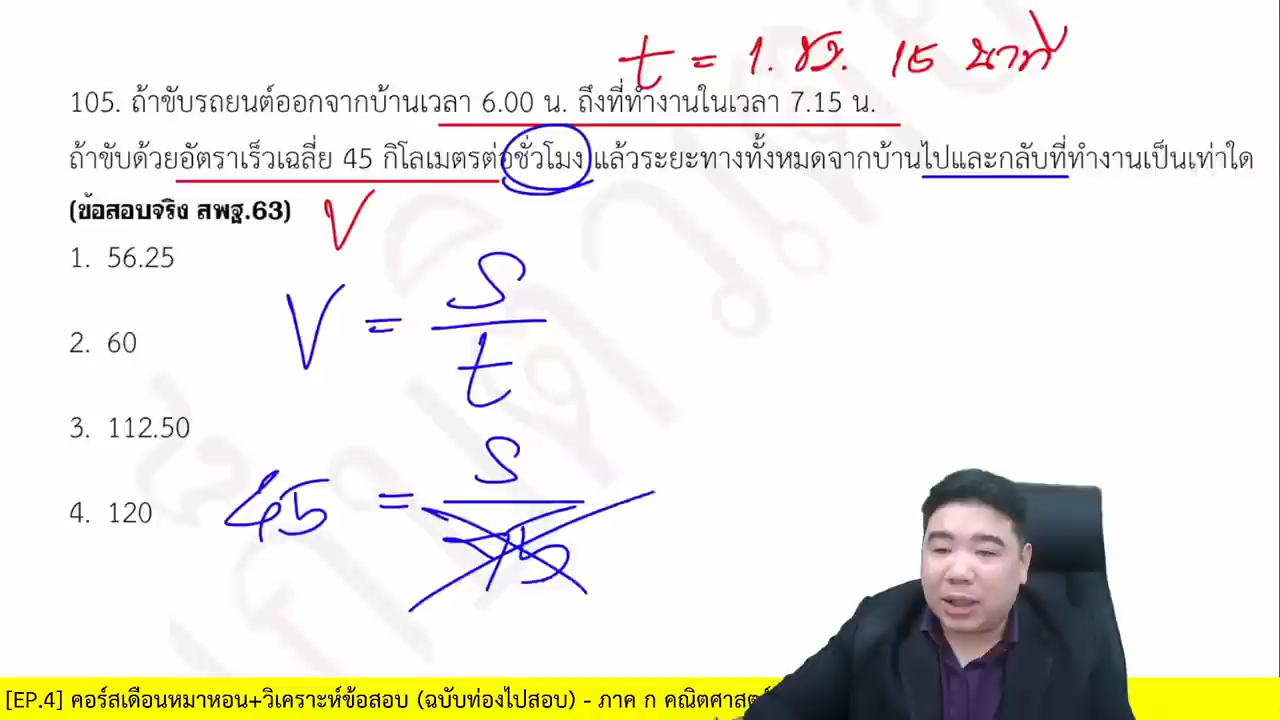 t = 1. ชว. 15 นาที
105. ถ้าขับรถยนต์ออกจากบ้านเวลา 6.00 น. ถึงที่ทำงานในเวลา 7.15 น.
ถ้าขับด้วยอัตราเร็วเฉลี่ย 45 กิโลเมตรต่อชั่วโมง แล้วระยะทางทั้งหมดจากบ้านไปและกลับที่ทำงานเป็นเท่าใด
(ข้อสอบจริง สพฐ.63)
V
1. 56.25
V = s
t
2. 60
3. 112.50
45 = s
75
4. 120
[EP.4] คอร์สเดือนหมาหอน+วิเคราะห์ข้อสอบ (ฉบับท่องไปสอบ) - ภาค ก คณิตศาสตร์